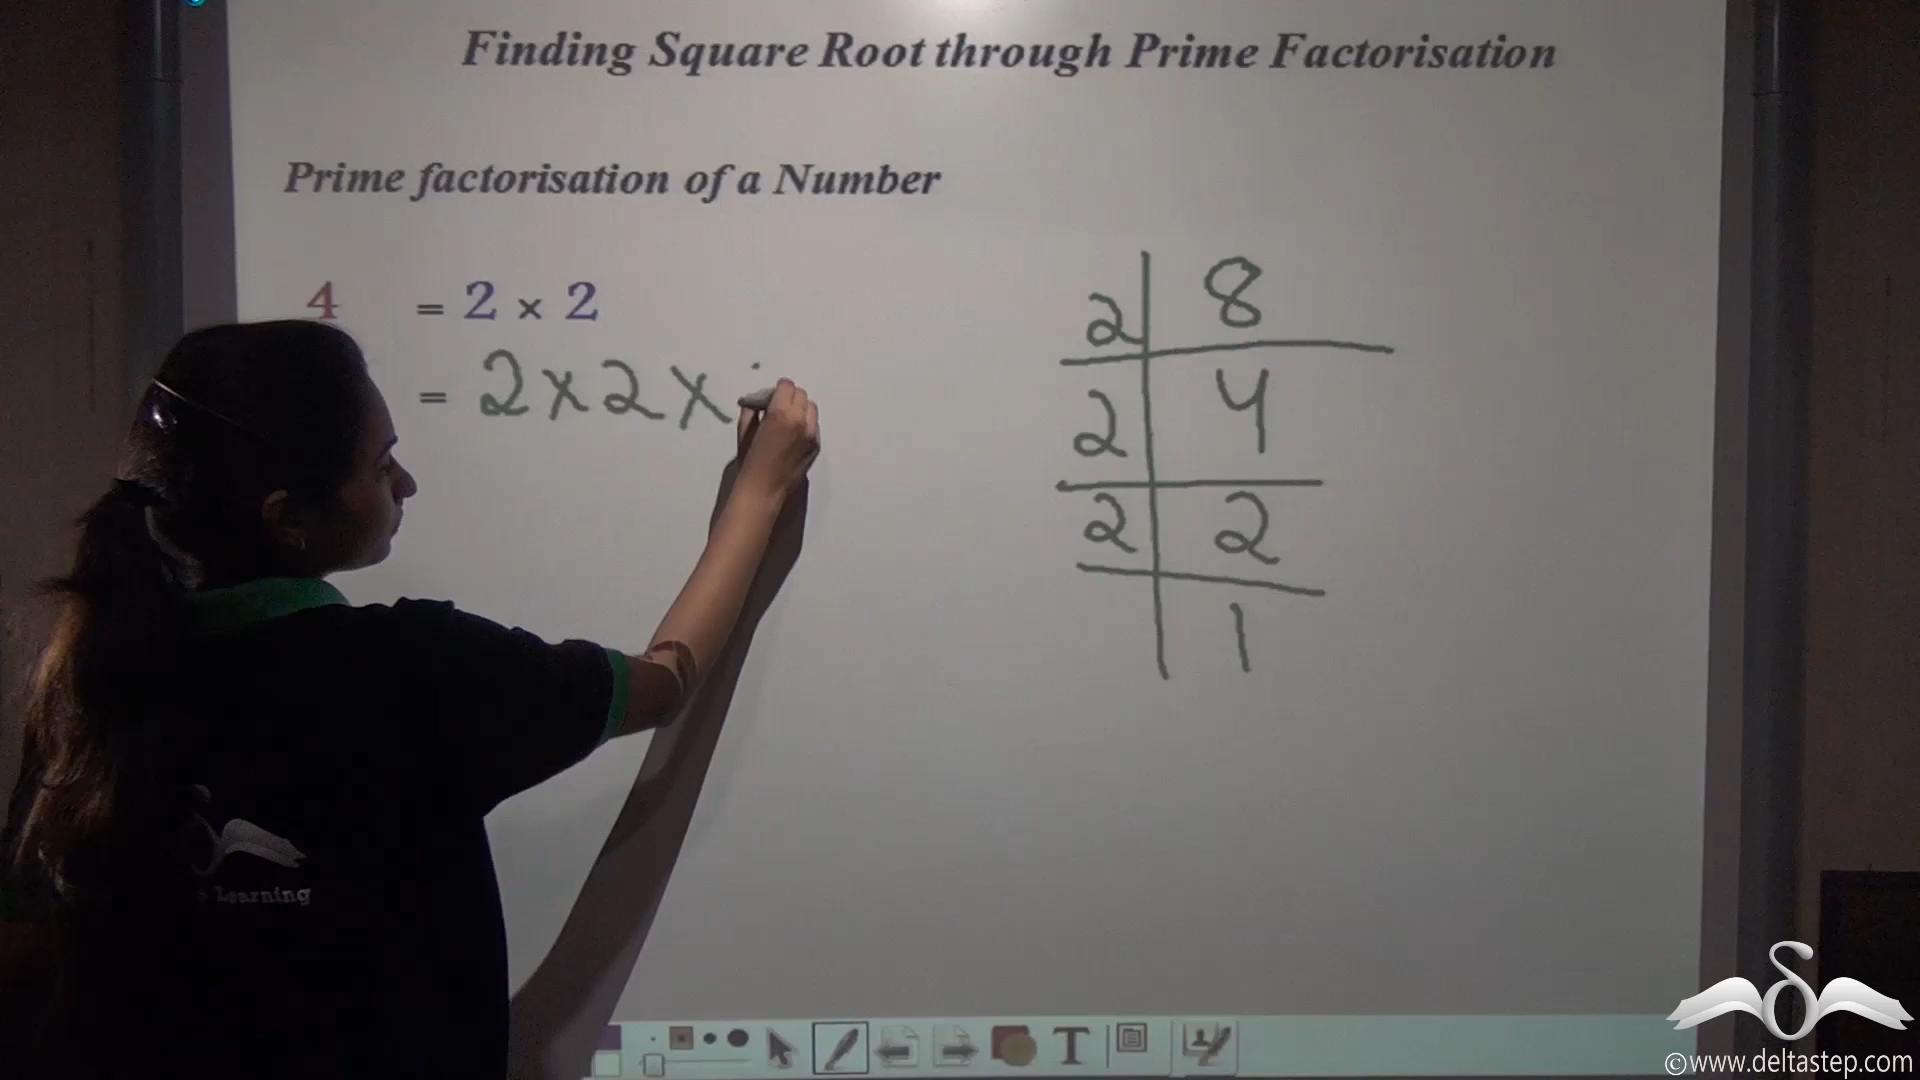 Finding Square Root through Prime Factorisation
Prime factorisation of a Number
4 = 2 × 2
= 2 × 2 ×
2 8
2 4
2 2
1
Learning
T
©www.deltastep.com